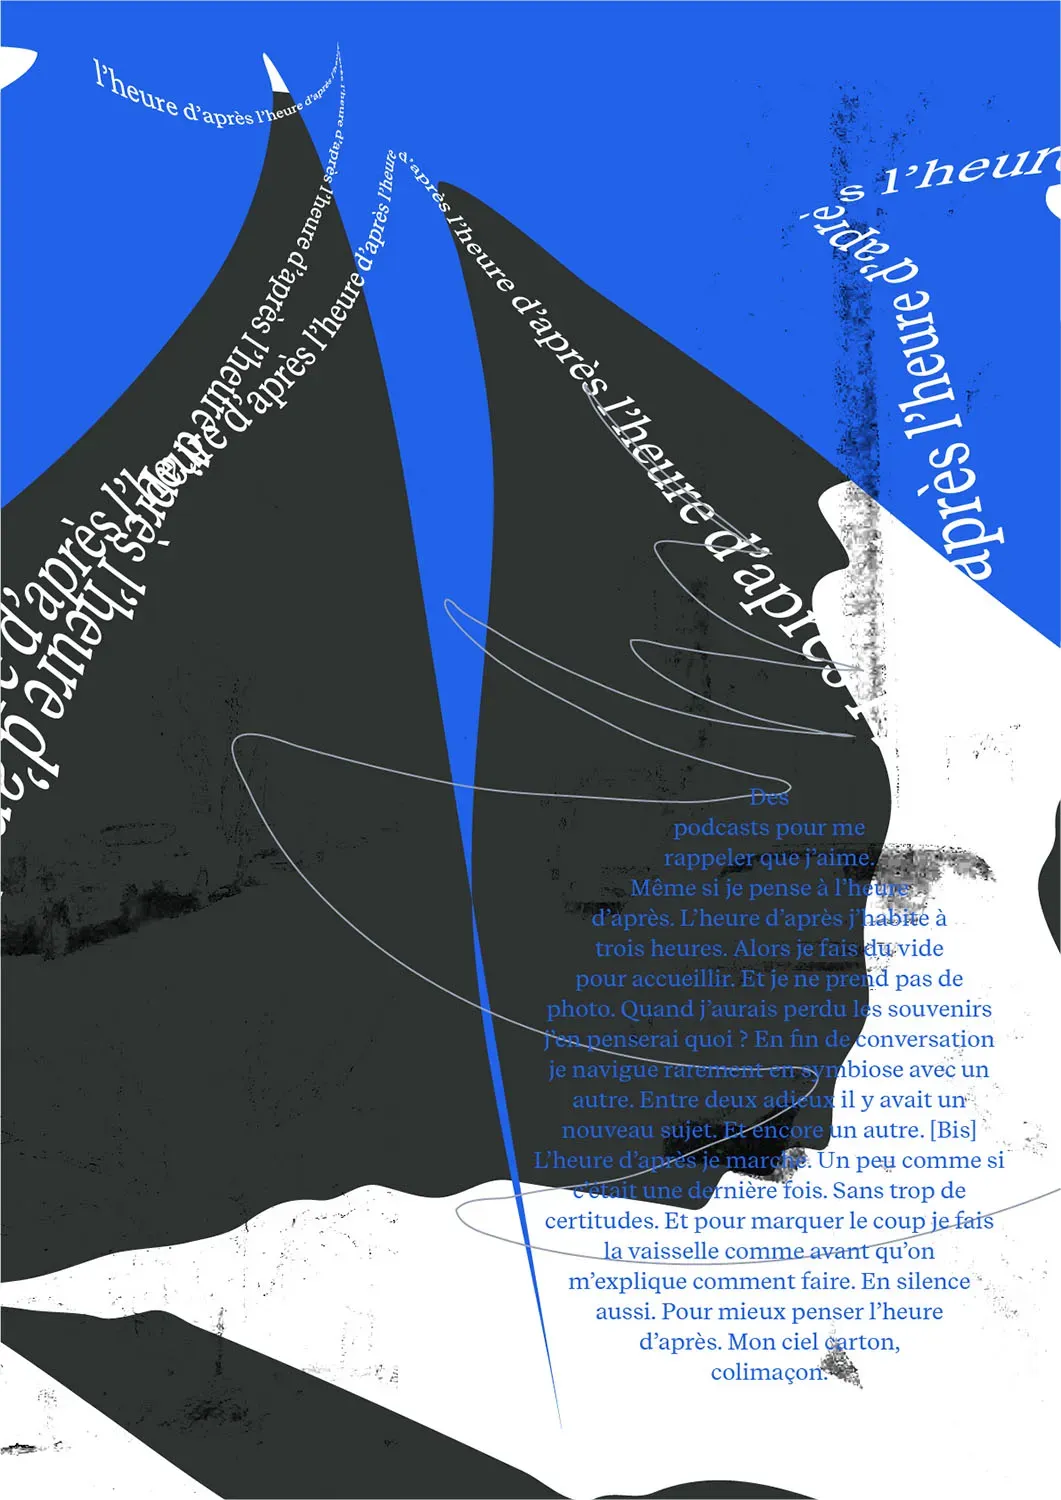 l’heure d’après l’heure d’après l’heure d’après l’heure d’après l’heure d’après l’heure d’
après l’heure d’après l’heure d’après l’heure
d’après l’heure d’après l’heure d’après l’
s l’heur
après l’heure d’après
Des
podcasts pour me
rappeler que j’aime.
Même si je pense à l’heure
d’après. L’heure d’après j’habite à
trois heures. Alors je fais du vide
pour accueillir. Et je ne prend pas de
photo. Quand j’aurais perdu les souvenirs
j’en penserai quoi ? En fin de conversation
je navigue rarement en symbiose avec un
autre. Entre deux adieux il y avait un
nouveau sujet. Et encore un autre. [Bis]
L’heure d’après je marche. Un peu comme si
c’était une dernière fois. Sans trop de
certitudes. Et pour marquer le coup je fais
la vaisselle comme avant qu’on
m’explique comment faire. En silence
aussi. Pour mieux penser l’heure
d’après. Mon ciel carton,
colimaçon.